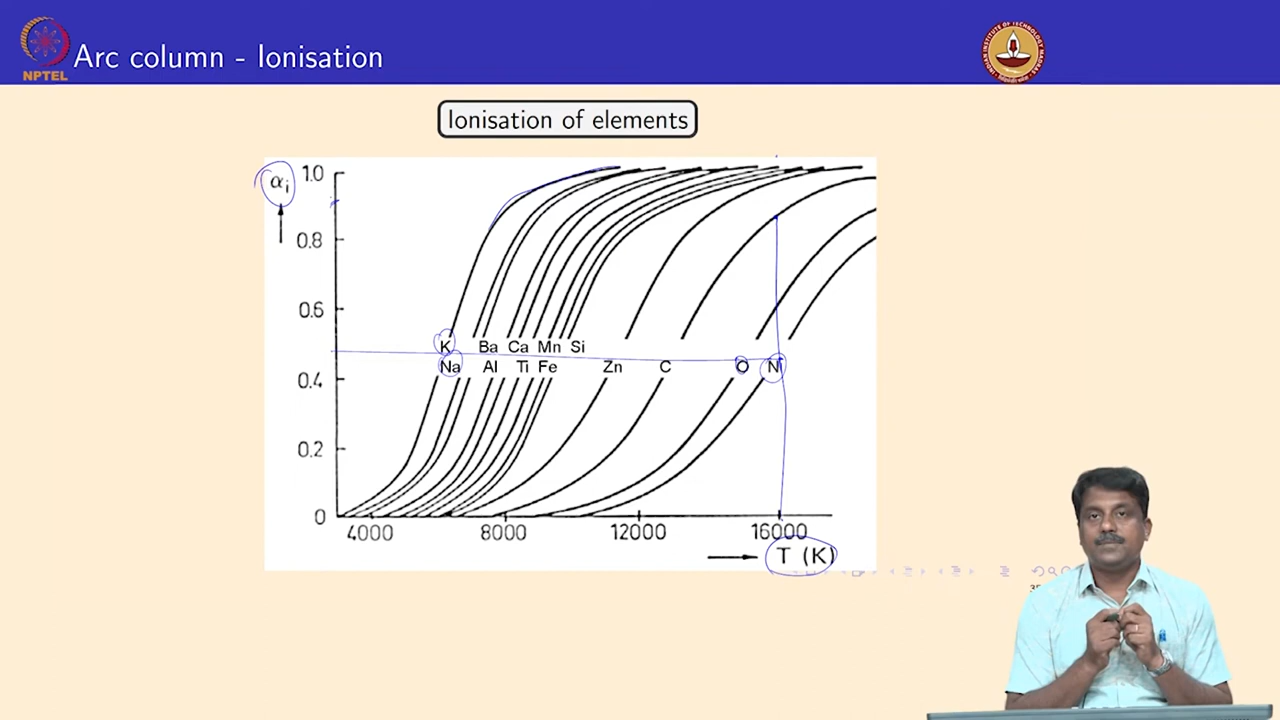 Arc column - Ionisation
NPTEL
Ionisation of elements
αi
1.0
0.8
0.6
0.4
0.2
0
K Ba Ca Mn Si
Na Al Ti Fe Zn C O N
4000 8000 12000 16000
T (K)